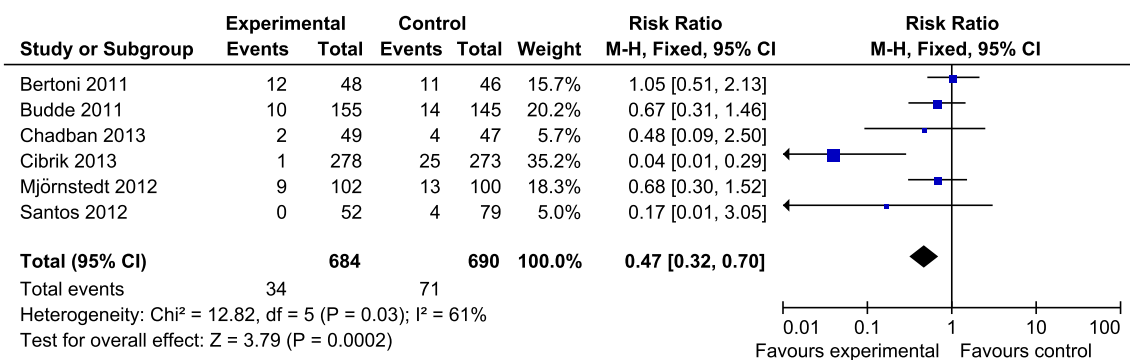 Experimental Control Risk Ratio Risk Ratio
Study or Subgroup Events Total Events Total Weight M-H, Fixed, 95% CI M-H, Fixed, 95% CI
Bertoni 2011 12 48 11 46 15.7% 1.05 [0.51, 2.13]
Budde 2011 10 155 14 145 20.2% 0.67 [0.31, 1.46]
Chadban 2013 2 49 4 47 5.7% 0.48 [0.09, 2.50]
Cibrik 2013 1 278 25 273 35.2% 0.04 [0.01, 0.29]
Mjörnstedt 2012 9 102 13 100 18.3% 0.68 [0.30, 1.52]
Santos 2012 0 52 4 79 5.0% 0.17 [0.01, 3.05]
Total (95% CI) 684 690 100.0% 0.47 [0.32, 0.70]
Total events 34 71
Heterogeneity: Chi² = 12.82, df = 5 (P = 0.03); I² = 61%
Test for overall effect: Z = 3.79 (P = 0.0002)
0.01 0.1 1 10 100
Favours experimental Favours control